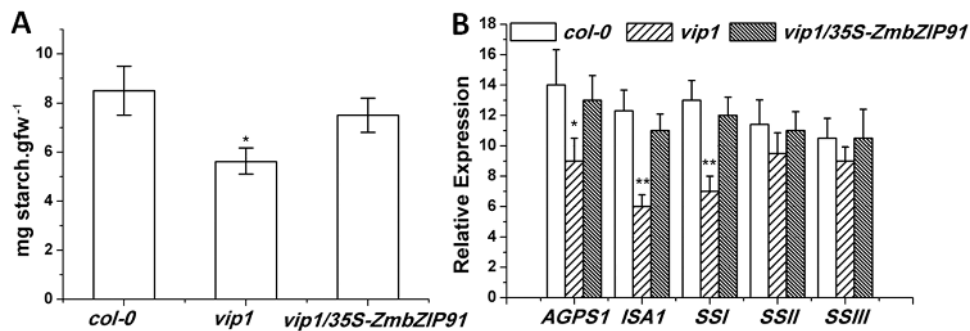 A
mg starch.gfw⁻¹
10
8
6
4
2
0
*
col-0
vip1
vip1/35S-ZmbZIP91
B
Relative Expression
18
16
14
12
10
8
6
4
2
0
col-0 vip1 vip1/35S-ZmbZIP91
*
**
**
AGPS1 ISA1 SSI SSII SSIII